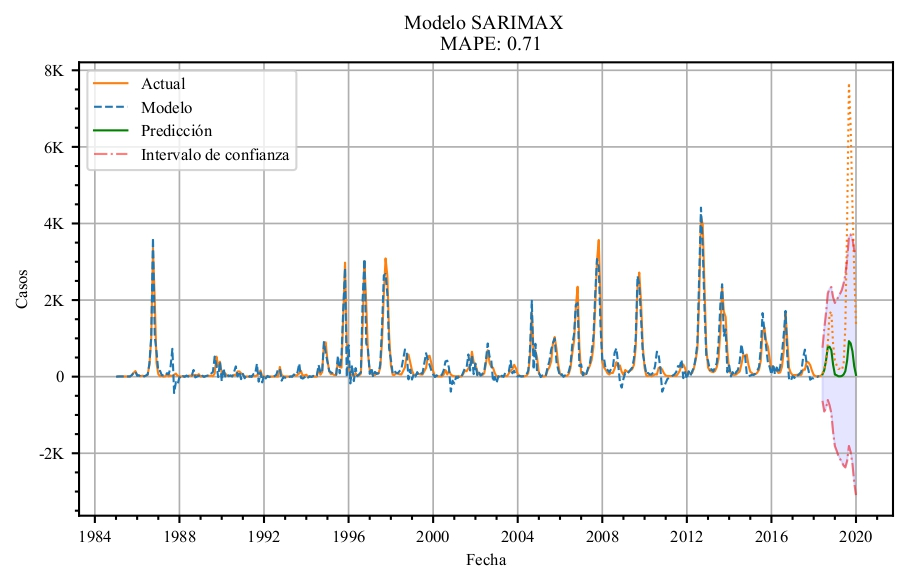 Modelo SARIMAX
MAPE: 0.71
8K
6K
4K
2K
0
-2K
Casos
Actual
Modelo
Predicción
Intervalo de confianza
1984 1988 1992 1996 2000 2004 2008 2012 2016 2020
Fecha